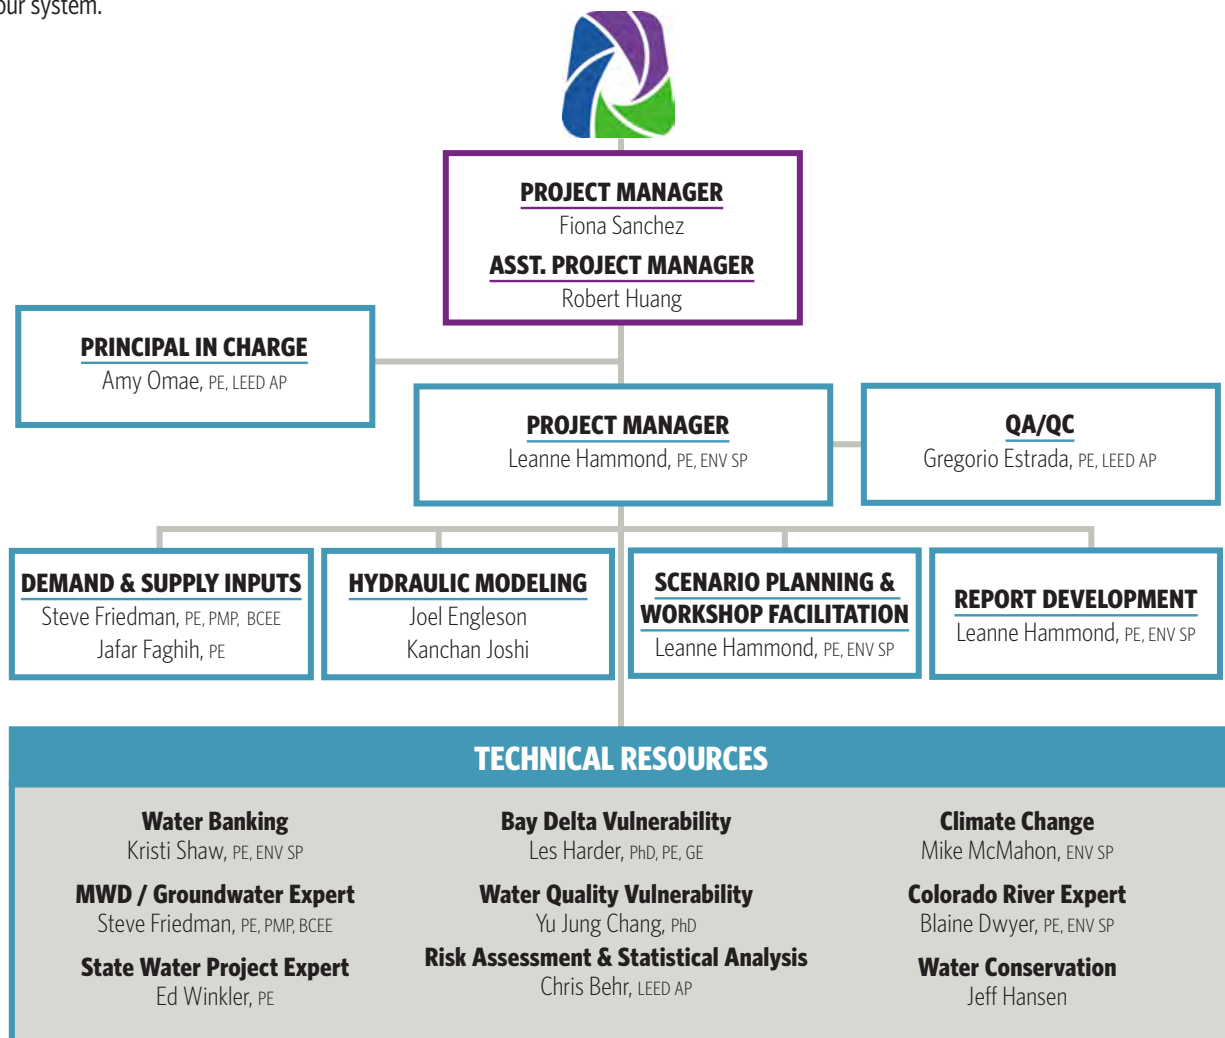 our system.
PROJECT MANAGER
Fiona Sanchez
ASST. PROJECT MANAGER
Robert Huang
PRINCIPAL IN CHARGE
Amy Omae, PE, LEED AP
PROJECT MANAGER
Leanne Hammond, PE, ENV SP
QA/QC
Gregorio Estrada, PE, LEED AP
DEMAND & SUPPLY INPUTS
Steve Friedman, PE, PMP, BCEE
Jafar Faghih, PE
HYDRAULIC MODELING
Joel Engleson
Kanchan Joshi
SCENARIO PLANNING &
WORKSHOP FACILITATION
Leanne Hammond, PE, ENV SP
REPORT DEVELOPMENT
Leanne Hammond, PE, ENV SP
TECHNICAL RESOURCES
Water Banking
Kristi Shaw, PE, ENV SP
MWD / Groundwater Expert
Steve Friedman, PE, PMP, BCEE
State Water Project Expert
Ed Winkler, PE
Bay Delta Vulnerability
Les Harder, PhD, PE, GE
Water Quality Vulnerability
Yu Jung Chang, PhD
Risk Assessment & Statistical Analysis
Chris Behr, LEED AP
Climate Change
Mike McMahon, ENV SP
Colorado River Expert
Blaine Dwyer, PE, ENV SP
Water Conservation
Jeff Hansen